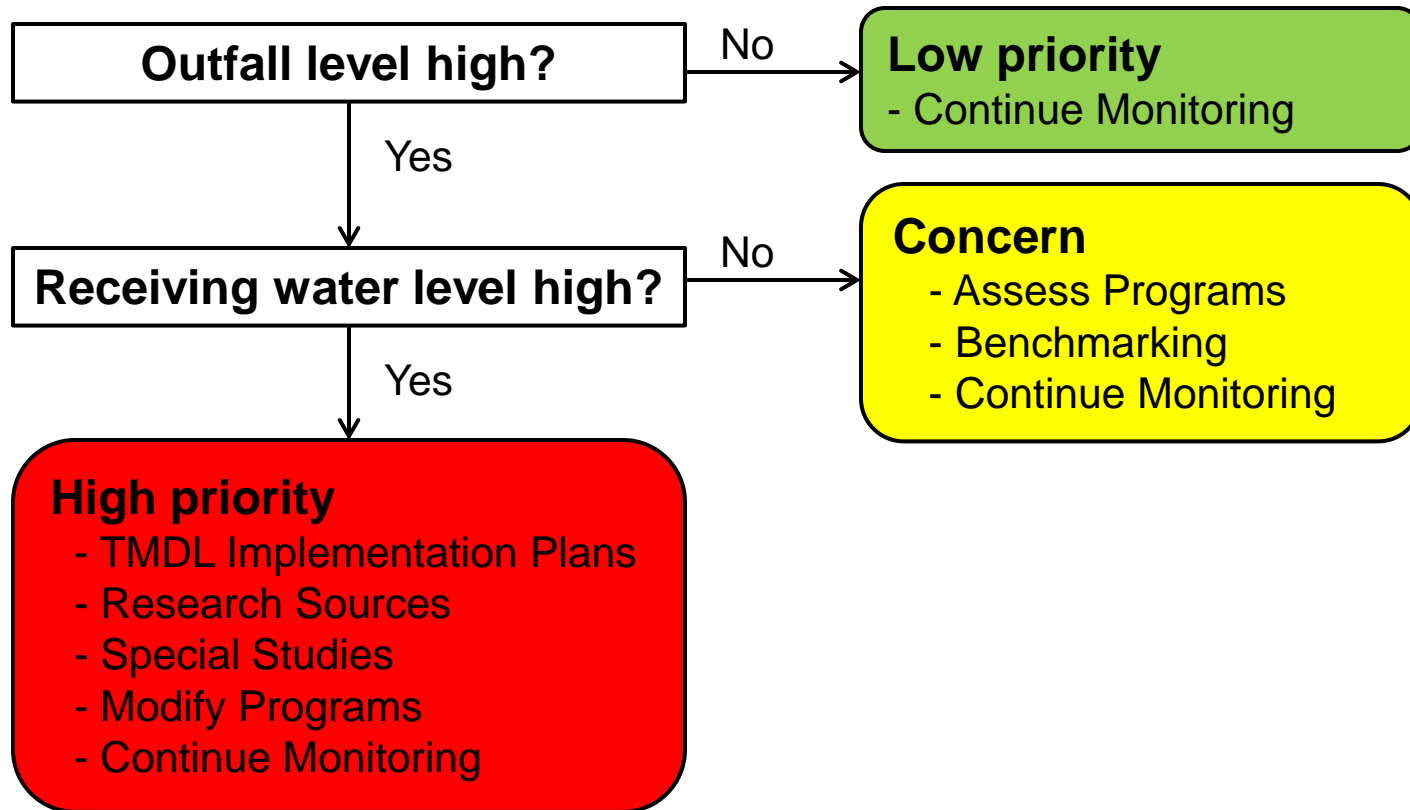 Outfall level high?
No
Low priority
- Continue Monitoring
Yes
Receiving water level high?
No
Concern
- Assess Programs
- Benchmarking
- Continue Monitoring
Yes
High priority
- TMDL Implementation Plans
- Research Sources
- Special Studies
- Modify Programs
- Continue Monitoring